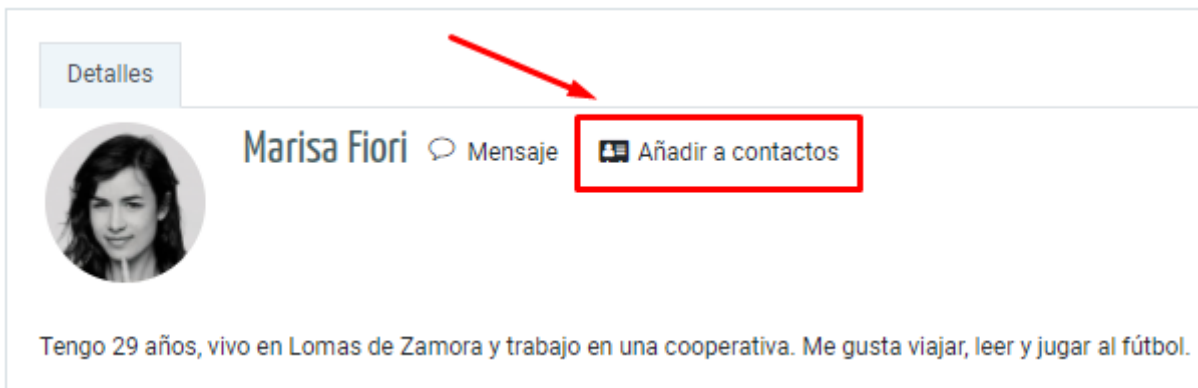 Detalles
Marisa Fiori Mensaje Añadir a contactos
Tengo 29 años, vivo en Lomas de Zamora y trabajo en una cooperativa. Me gusta viajar, leer y jugar al fútbol.